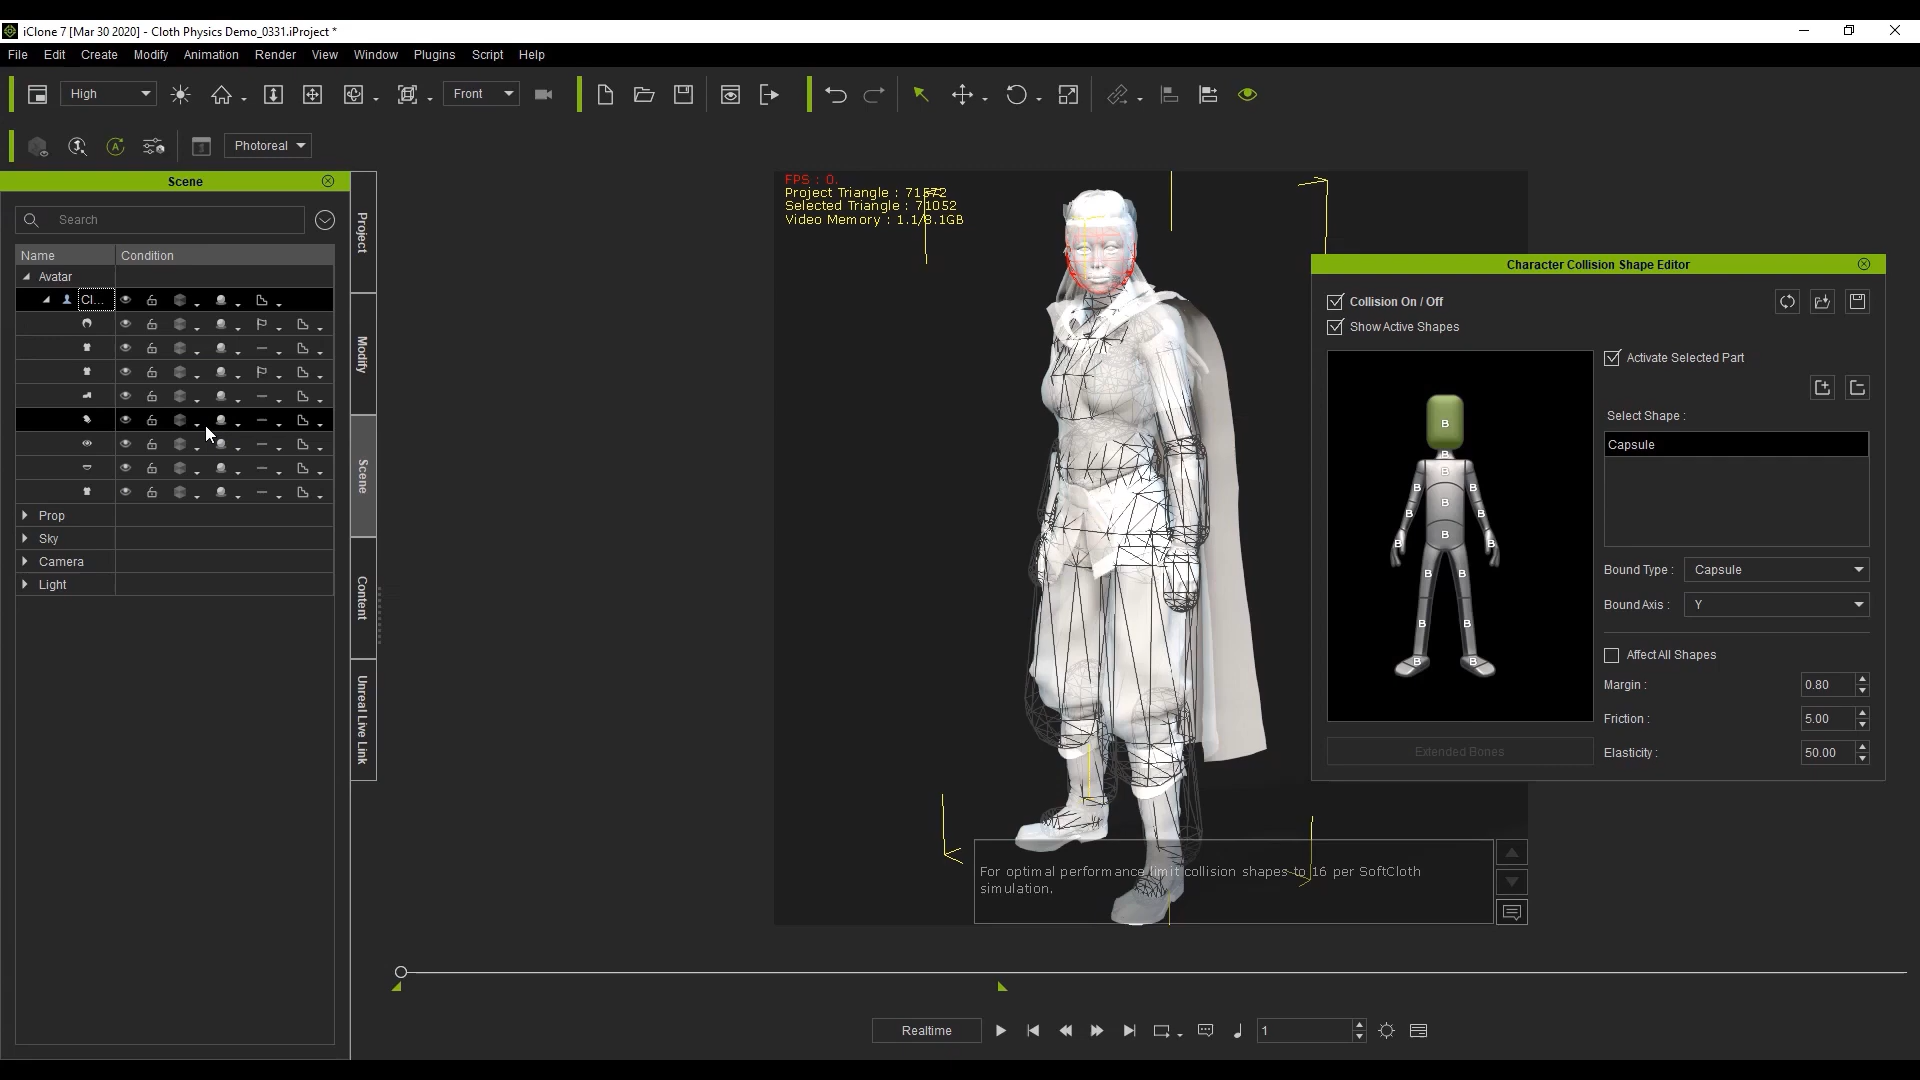 iClone 7 [Mar 30 2020] - Cloth Physics Demo_0331.iProject *
File Edit Create Modify Animation Render View Window Plugins Script Help
High
Front
Photoreal
Scene
Search
Name Condition
Avatar
Cl...
Prop
Sky
Camera
Light
Project
Modify
Scene
Content
Unreal Live Link
FPS : 0.
Project Triangle : 71572
Selected Triangle : 71052
Video Memory : 1.1/8.1GB
Character Collision Shape Editor
Collision On / Off
Show Active Shapes
Activate Selected Part
Select Shape :
Capsule
Bound Type : Capsule
Bound Axis : Y
Affect All Shapes
Margin : 0.80
Friction : 5.00
Elasticity : 50.00
Extended Bones
B
B
B
B B
B
B B
B
B B
B B
B B
B B
For optimal performance limit collision shapes to 16 per SoftCloth
simulation.
Realtime
1